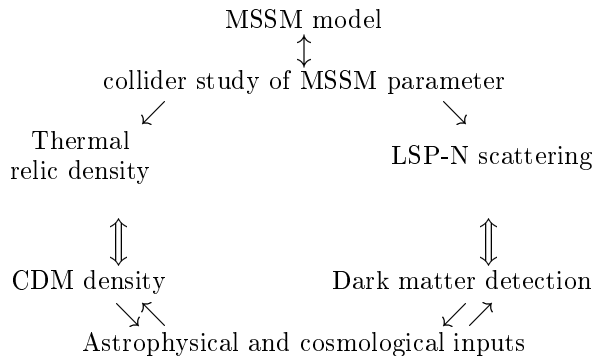 MSSM model
collider study of MSSM parameter
Thermal
relic density
LSP-N scattering
CDM density
Dark matter detection
Astrophysical and cosmological inputs